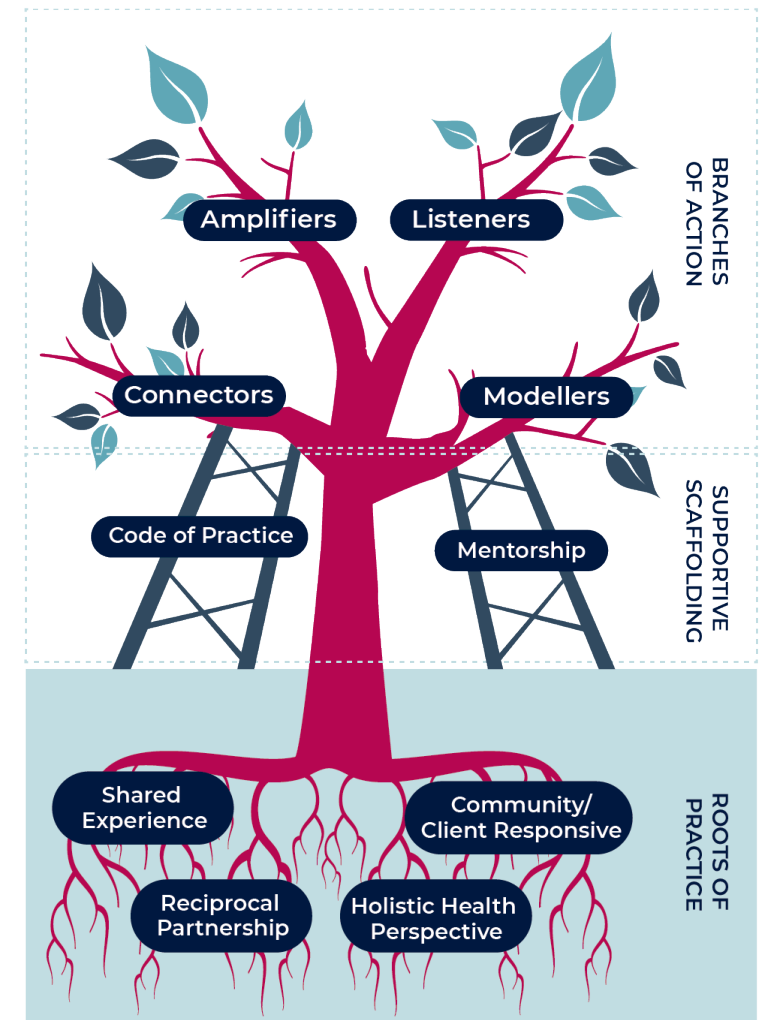 Amplifiers
Listeners
BRANCHES
OF ACTION
Connectors
Modellers
SUPPORTIVE
SCAFFOLDING
Code of Practice
Mentorship
ROOTS OF
PRACTICE
Shared
Experience
Community/
Client Responsive
Reciprocal
Partnership
Holistic Health
Perspective